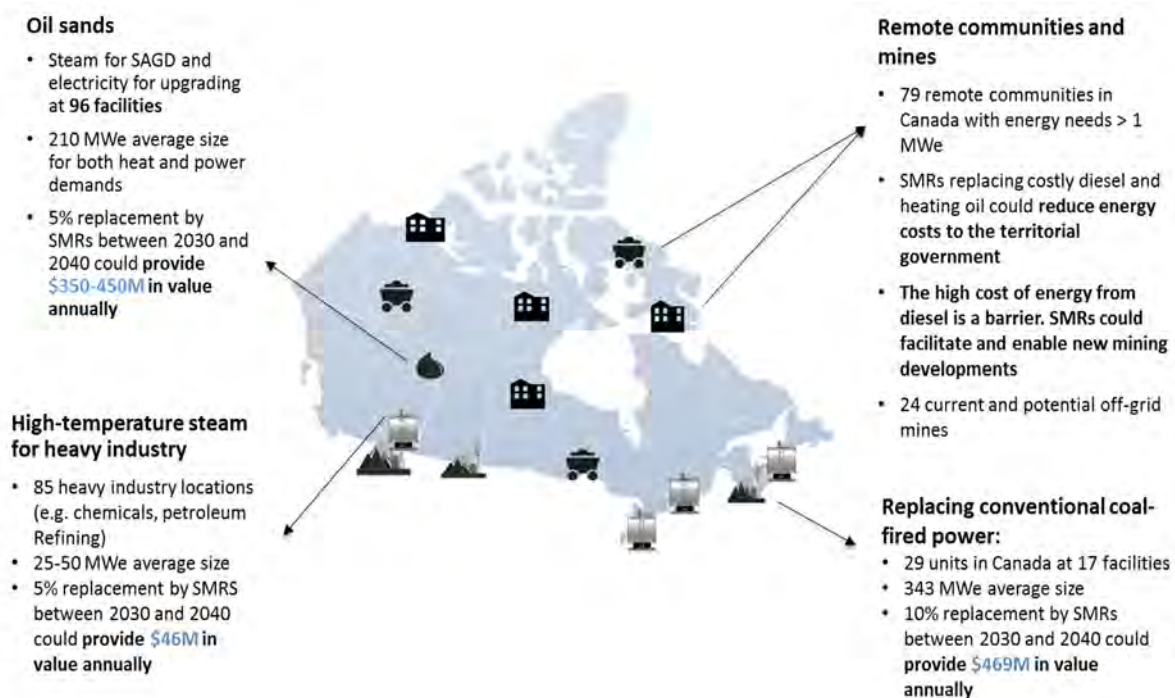 Oil sands
• Steam for SAGD and
electricity for upgrading
at 96 facilities
• 210 MWe average size
for both heat and power
demands
• 5% replacement by
SMRs between 2030 and
2040 could provide
$350-450M in value
annually
High-temperature steam
for heavy industry
• 85 heavy industry locations
(e.g. chemicals, petroleum
Refining)
• 25-50 MWe average size
• 5% replacement by SMRS
between 2030 and 2040
could provide $46M in
value annually
Remote communities and
mines
• 79 remote communities in
Canada with energy needs > 1
MWe
• SMRs replacing costly diesel and
heating oil could reduce energy
costs to the territorial
government
• The high cost of energy from
diesel is a barrier. SMRs could
facilitate and enable new mining
developments
• 24 current and potential off-grid
mines
Replacing conventional coal-
fired power:
• 29 units in Canada at 17 facilities
• 343 MWe average size
• 10% replacement by SMRs
between 2030 and 2040 could
provide $469M in value
annually